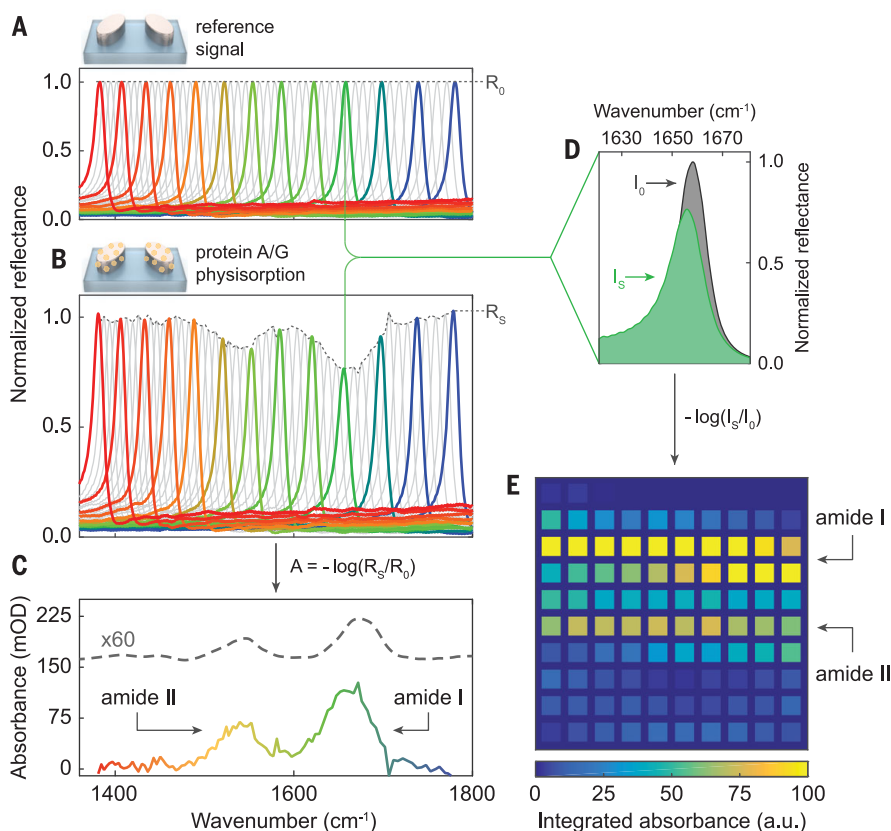 A
reference
signal
1.0
0.5
0.0
R₀
B
protein A/G
physisorption
1.0
0.5
0.0
Rₛ
Normalized reflectance
A = -log(Rₛ/R₀)
C
225
150
75
0
Absorbance (mOD)
x60
amide II
amide I
1400
1600
1800
Wavenumber (cm⁻¹)
Wavenumber (cm⁻¹)
1630
1650
1670
D
I₀
Iₛ
1.0
0.5
0.0
Normalized reflectance
-log(Iₛ/I₀)
E
amide I
amide II
0
25
50
75
100
Integrated absorbance (a.u.)